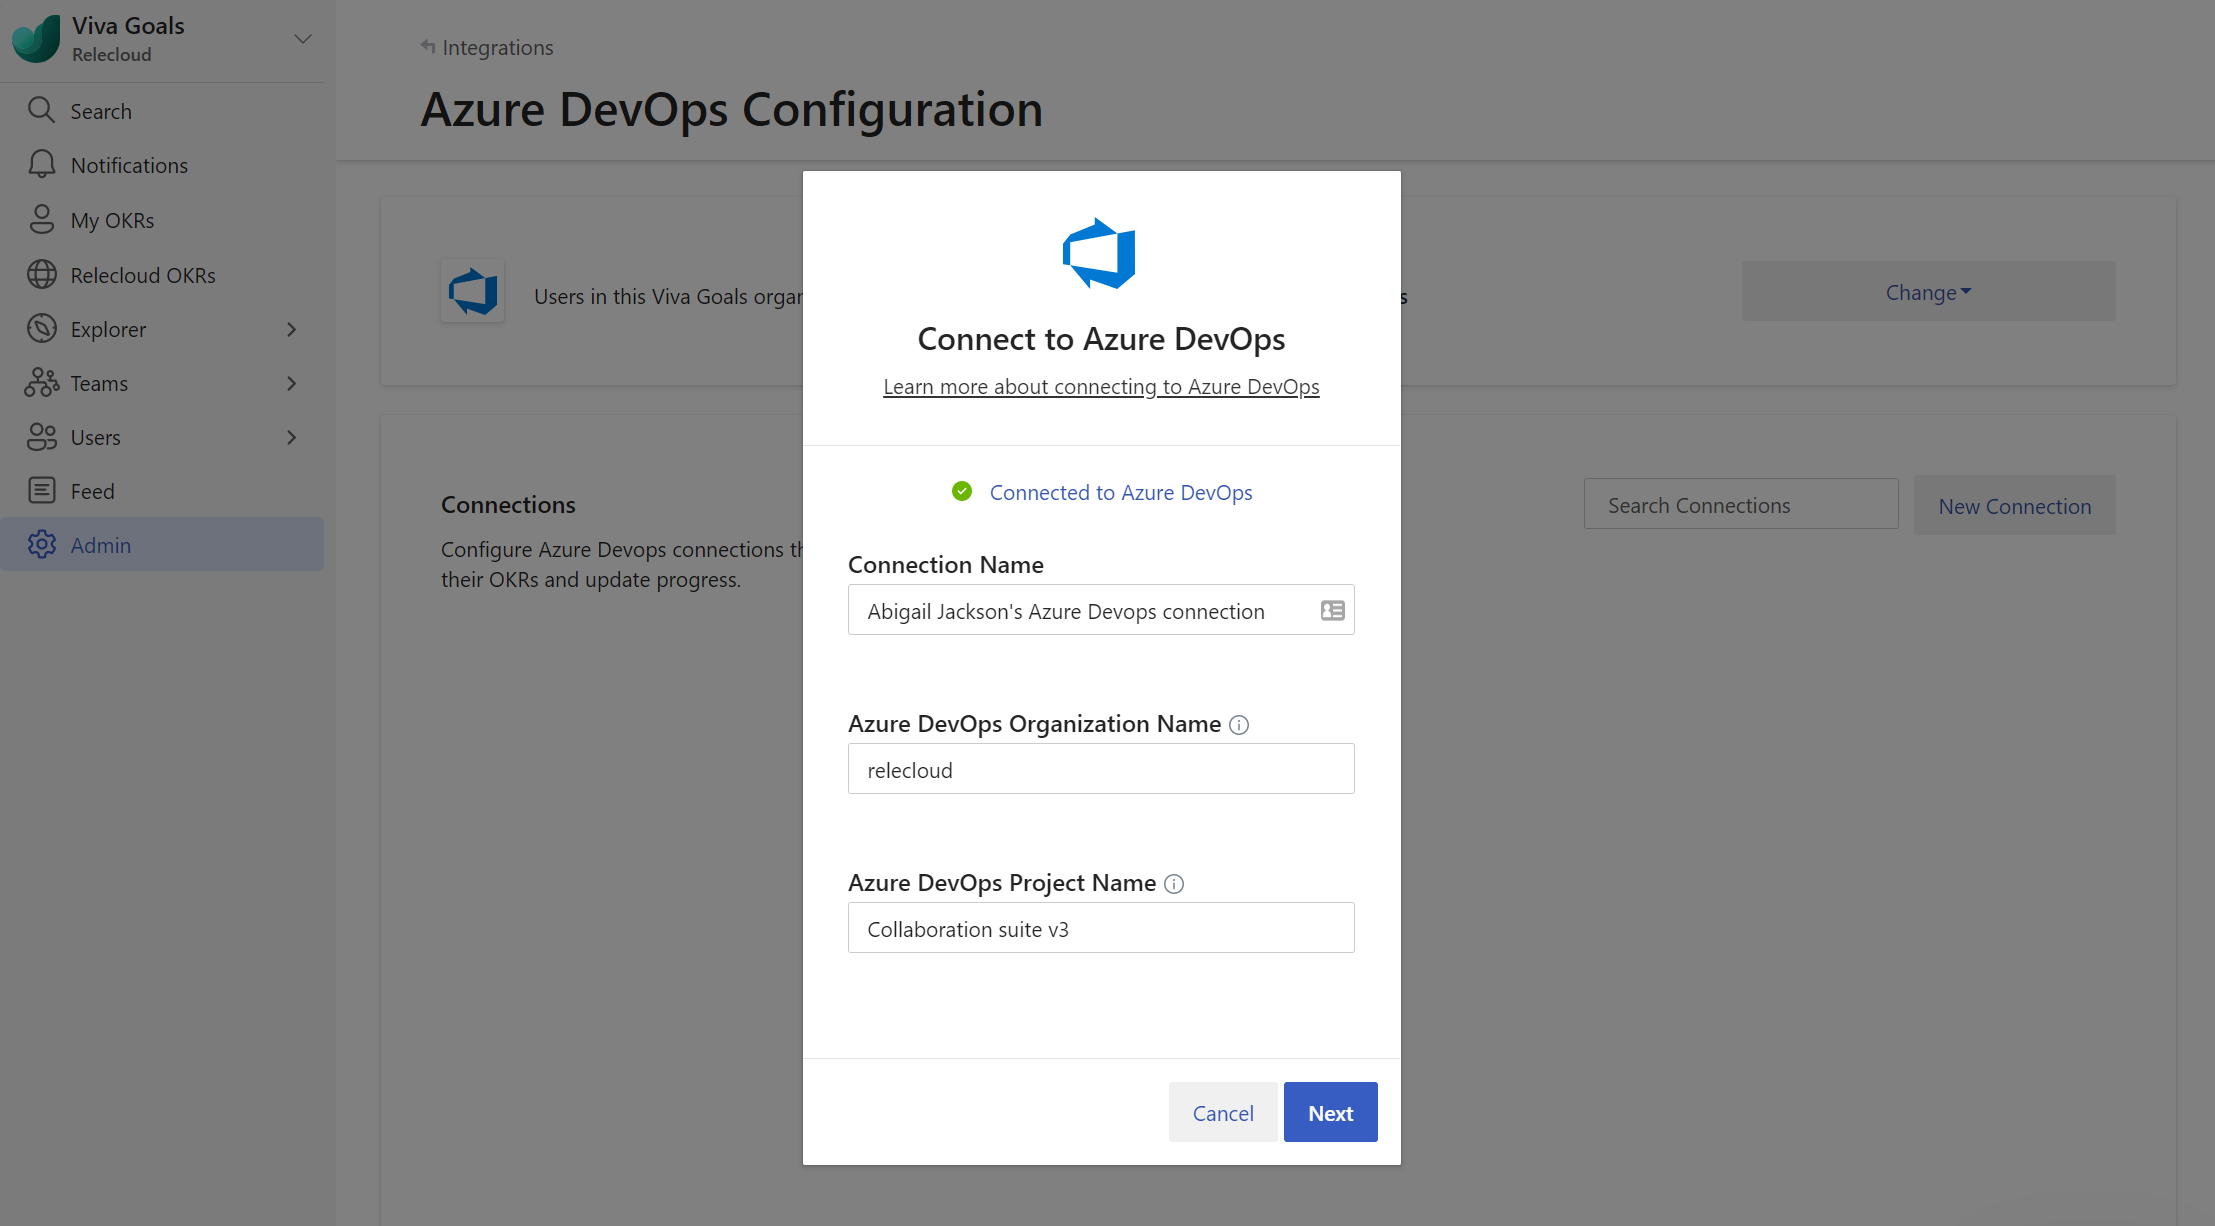 Viva Goals
Relecloud
Search
Notifications
My OKRs
Relecloud OKRs
Explorer
Teams
Users
Feed
Admin
Integrations
Azure DevOps Configuration
Users in this Viva Goals
Change
Connections
Configure Azure Devops connections
their OKRs and update progress.
Search Connections
New Connection
Connect to Azure DevOps
Learn more about connecting to Azure DevOps
Connected to Azure DevOps
Connection Name
Abigail Jackson's Azure Devops connection
Azure DevOps Organization Name
relecloud
Azure DevOps Project Name
Collaboration suite v3
Cancel
Next